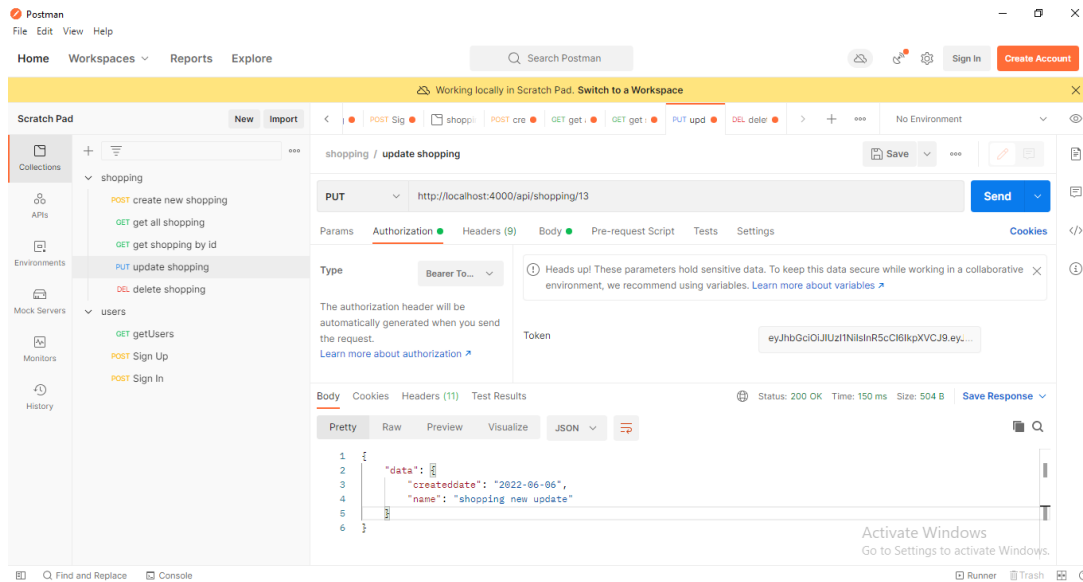 Postman
File Edit View Help
Home Workspaces Reports Explore Search Postman Sign In Create Account
Working locally in Scratch Pad. Switch to a Workspace
Scratch Pad New Import
POST Sig shoppi POST cre GET get GET get PUT upd DEL delet No Environment
Collections
APIs
Environments
Mock Servers
Monitors
History
shopping
POST create new shopping
GET get all shopping
GET get shopping by id
PUT update shopping
DEL delete shopping
users
GET getUsers
POST Sign Up
POST Sign In
shopping / update shopping Save
PUT http://localhost:4000/api/shopping/13 Send
Params Authorization Headers (9) Body Pre-request Script Tests Settings Cookies
Type Bearer To...
The authorization header will be
automatically generated when you send
the request.
Learn more about authorization ↗
Heads up! These parameters hold sensitive data. To keep this data secure while working in a collaborative
environment, we recommend using variables. Learn more about variables ↗
Token
Body Cookies Headers (11) Test Results Status: 200 OK Time: 150 ms Size: 504 B Save Response
Pretty Raw Preview Visualize JSON
1 {
2 "data": {
3 "createddate": "2022-06-06",
4 "name": "shopping new update"
5 }
6 }
Activate Windows
Go to Settings to activate Windows.
Find and Replace Console Runner Trash